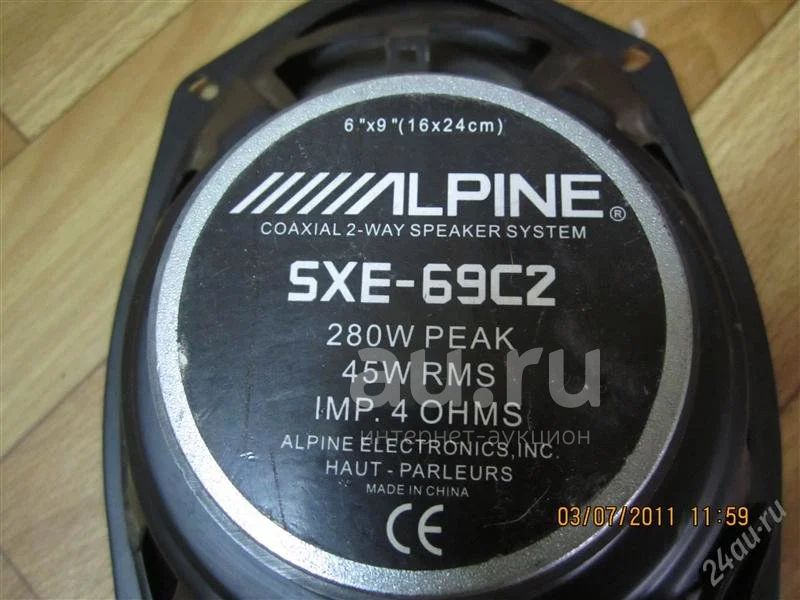 6"x9"(16x24cm)
ALPINE®
COAXIAL 2-WAY SPEAKER SYSTEM
SXE-69C2
280W PEAK
au.ru
45W RMS
IMP. 4 OHMS
интернет-аукцион
ALPINE ELECTRONICS,INC.
HAUT - PARLEURS
MADE IN CHINA
CE
03/07/2011 11:59
24au.ru